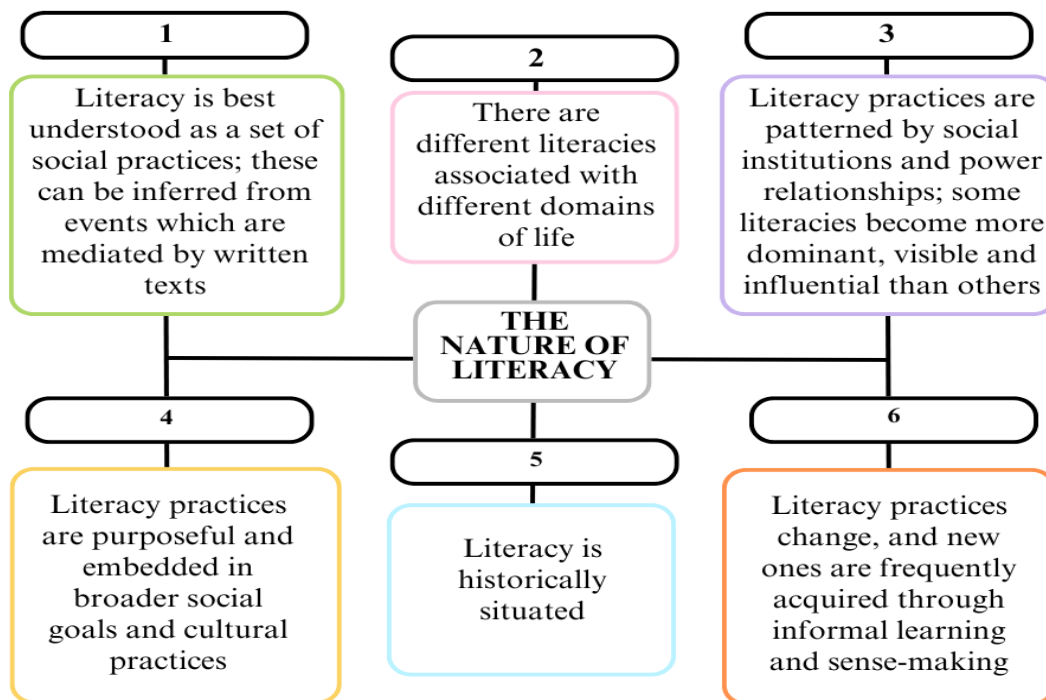 1
Literacy is best
understood as a set of
social practices; these
can be inferred from
events which are
mediated by written
texts
2
There are
different literacies
associated with
different domains
of life
3
Literacy practices are
patterned by social
institutions and power
relationships; some
literacies become more
dominant, visible and
influential than others
THE
NATURE OF
LITERACY
4
Literacy practices
are purposeful and
embedded in
broader social
goals and cultural
practices
5
Literacy is
historically
situated
6
Literacy practices
change, and new
ones are frequently
acquired through
informal learning
and sense-making